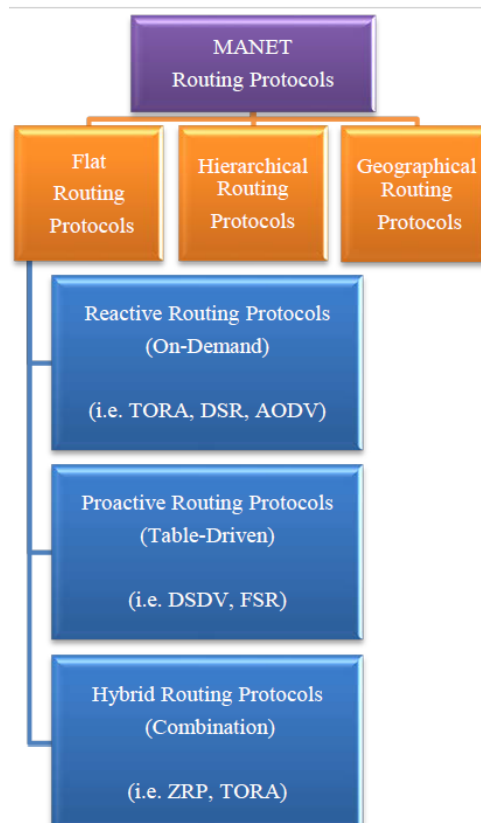 MANET
Routing Protocols
Flat
Routing
Protocols
Hierarchical
Routing
Protocols
Geographical
Routing
Protocols
Reactive Routing Protocols
(On-Demand)
(i.e. TORA, DSR, AODV)
Proactive Routing Protocols
(Table-Driven)
(i.e. DSDV, FSR)
Hybrid Routing Protocols
(Combination)
(i.e. ZRP, TORA)